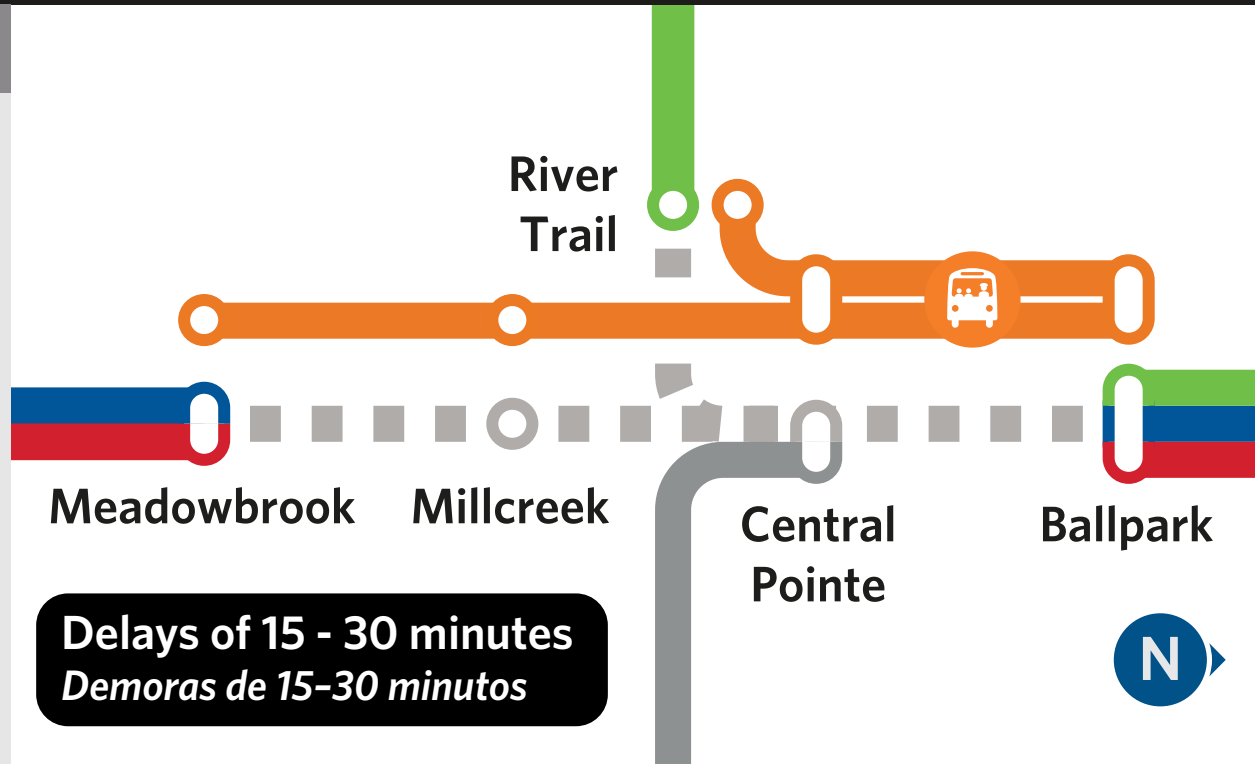 River
Trail
Meadowbrook
Millcreek
Central
Pointe
Ballpark
Delays of 15 - 30 minutes
Demoras de 15–30 minutos
N